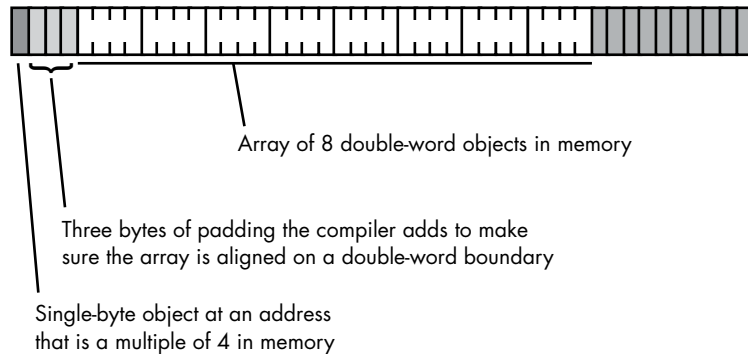 Array of 8 double-word objects in memory
Three bytes of padding the compiler adds to make
sure the array is aligned on a double-word boundary
Single-byte object at an address
that is a multiple of 4 in memory